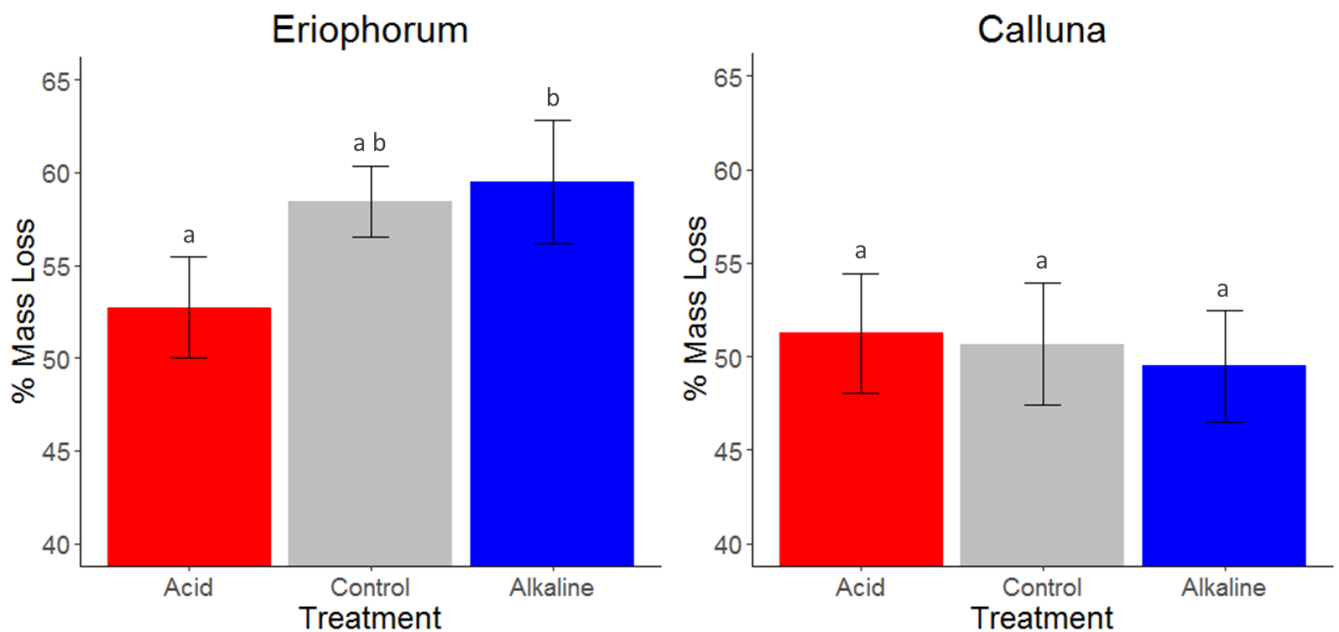 Eriophorum
% Mass Loss
65
60
55
50
45
40
a
a b
b
Acid
Control
Alkaline
Treatment
Calluna
% Mass Loss
65
60
55
50
45
40
a
a
a
Acid
Control
Alkaline
Treatment